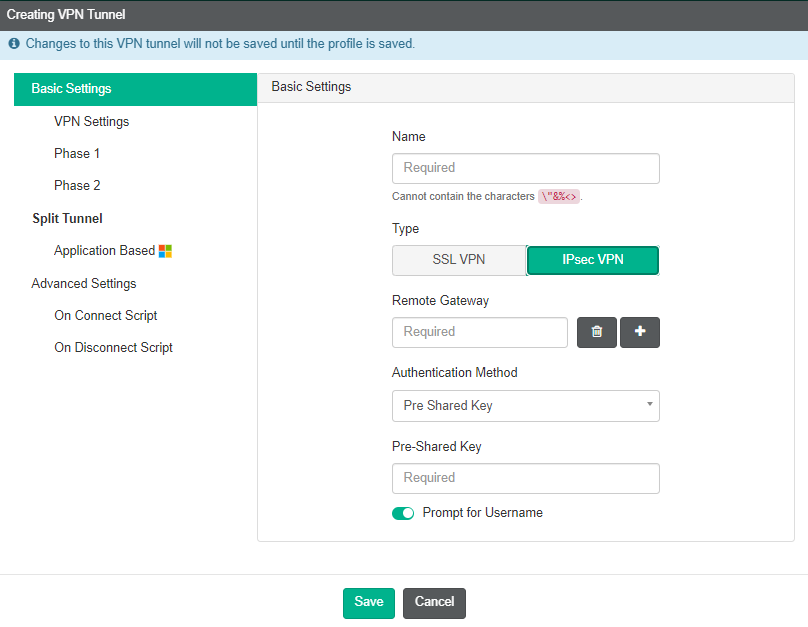 Creating VPN Tunnel
Changes to this VPN tunnel will not be saved until the profile is saved.
Basic Settings
VPN Settings
Phase 1
Phase 2
Split Tunnel
Application Based
Advanced Settings
On Connect Script
On Disconnect Script
Basic Settings
Name
Required
Cannot contain the characters \"&%<>.
Type
SSL VPN
IPsec VPN
Remote Gateway
Required
Authentication Method
Pre Shared Key
Pre-Shared Key
Required
Prompt for Username
Save
Cancel